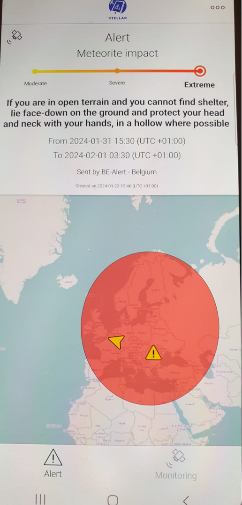 STELLAR
Alert
Meteorite impact
Moderate
Severe
Extreme
If you are in open terrain and you cannot find shelter,
lie face-down on the ground and protect your head
and neck with your hands, in a hollow where possible
From 2024-01-31 15:30 (UTC +01:00)
To 2024-02-01 03:30 (UTC +01:00)
Sent by BE-Alert - Belgium
Alert
Monitoring